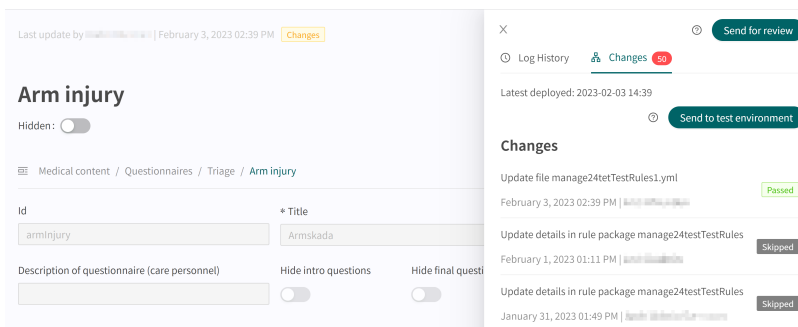 Last update by | February 3, 2023 02:39 PM Changes
Arm injury
Hidden:
Medical content / Questionnaires / Triage / Arm injury
Id
armInjury
* Title
Armskada
Description of questionnaire (care personnel)
Hide intro questions
Hide final questi
Send for review
Log History
Changes 50
Latest deployed: 2023-02-03 14:39
Send to test environment
Changes
Update file manage24tetTestRules1.yml
Passed
February 3, 2023 02:39 PM |
Update details in rule package manage24testTestRules
Skipped
February 1, 2023 01:11 PM |
Update details in rule package manage24testTestRules
Skipped
January 31, 2023 01:49 PM |